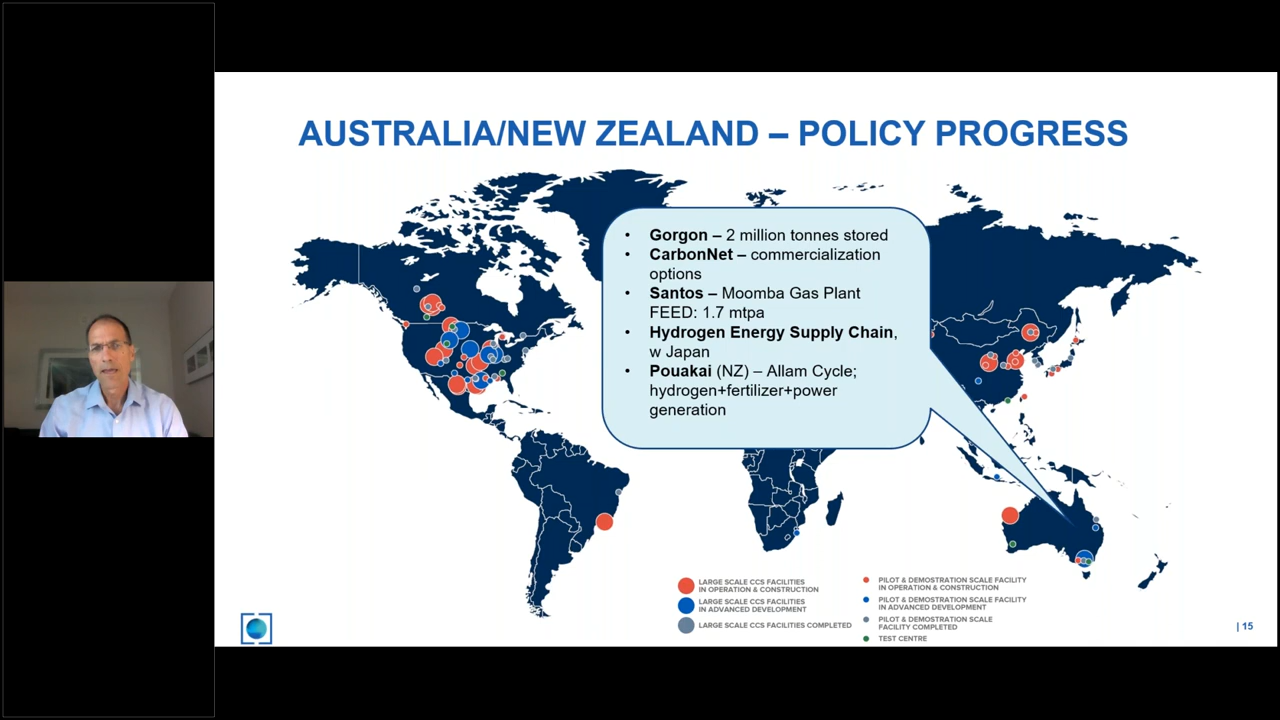 AUSTRALIA/NEW ZEALAND – POLICY PROGRESS
• Gorgon – 2 million tonnes stored
• CarbonNet – commercialization
options
• Santos – Moomba Gas Plant
FEED: 1.7 mtpa
• Hydrogen Energy Supply Chain,
w Japan
• Pouakai (NZ) – Allam Cycle;
hydrogen+fertilizer+power
generation
LARGE SCALE CCS FACILITIES
IN OPERATION & CONSTRUCTION
LARGE SCALE CCS FACILITIES
IN ADVANCED DEVELOPMENT
LARGE SCALE CCS FACILITIES COMPLETED
PILOT & DEMOSTRATION SCALE FACILITY
IN OPERATION & CONSTRUCTION
PILOT & DEMOSTRATION SCALE FACILITY
IN ADVANCED DEVELOPMENT
PILOT & DEMOSTRATION SCALE
FACILITY COMPLETED
TEST CENTRE
| 15